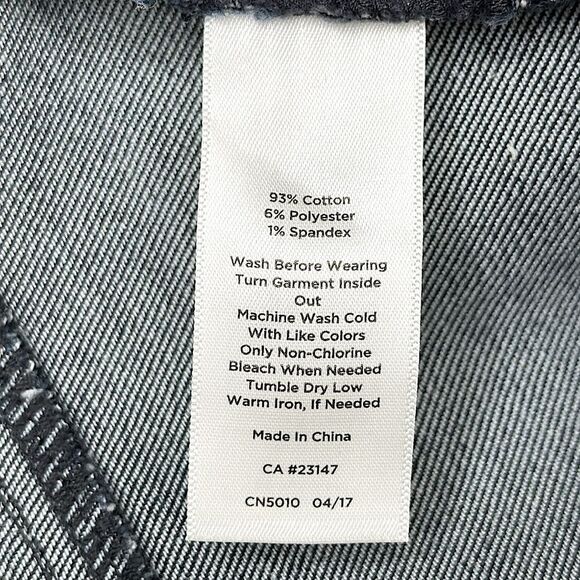 93% Cotton
6% Polyester
1% Spandex
Wash Before Wearing
Turn Garment Inside
Out
Machine Wash Cold
With Like Colors
Only Non-Chlorine
Bleach When Needed
Tumble Dry Low
Warm Iron, If Needed
Made In China
CA #23147
CN5010 04/17